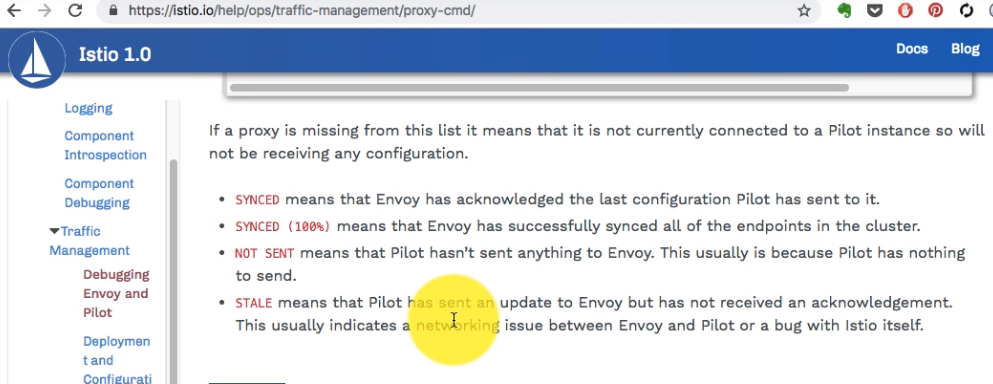 https://istio.io/help/ops/traffic-management/proxy-cmd/
Istio 1.0
Docs
Blog
Logging
Component
Introspection
Component
Debugging
Traffic
Management
Debugging
Envoy and
Pilot
Deploymen
t and
Configurati
If a proxy is missing from this list it means that it is not currently connected to a Pilot instance so will
not be receiving any configuration.
• SYNCED means that Envoy has acknowledged the last configuration Pilot has sent to it.
• SYNCED (100%) means that Envoy has successfully synced all of the endpoints in the cluster.
• NOT SENT means that Pilot hasn't sent anything to Envoy. This usually is because Pilot has nothing
to send.
• STALE means that Pilot has sent an update to Envoy but has not received an acknowledgement.
This usually indicates a networking issue between Envoy and Pilot or a bug with Istio itself.